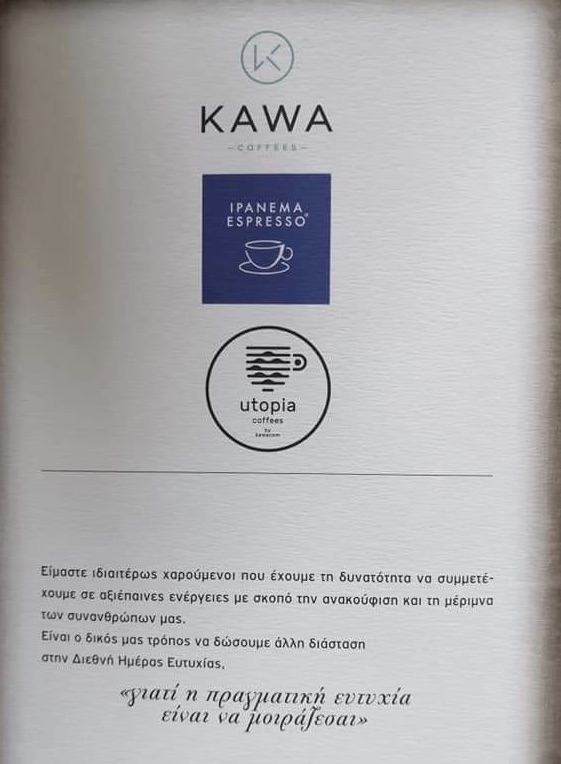 KAWA
COFFEES
IPANEMA
ESPRESSO®
utopia
coffees
by
kawacom
Είμαστε ιδιαιτέρως χαρούμενοι που έχουμε τη δυνατότητα να συμμετέ-
χουμε σε αξιέπαινες ενέργειες με σκοπό την ανακούφιση και τη μέριμνα
των συνανθρώπων μας.
Είναι ο δικός μας τρόπος να δώσουμε άλλη διάσταση
στην Διεθνή Ημέρας Ευτυχίας,
«γιατί η πραγματική ευτυχία
είναι να μοιράζεσαι»